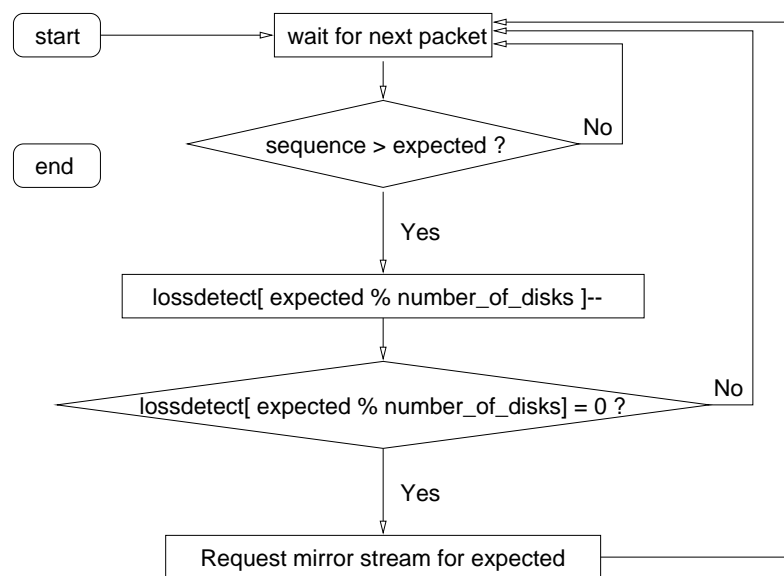 start
wait for next packet
sequence > expected ?
No
end
Yes
lossdetect[ expected % number_of_disks ]--
lossdetect[ expected % number_of_disks] = 0 ?
No
Yes
Request mirror stream for expected